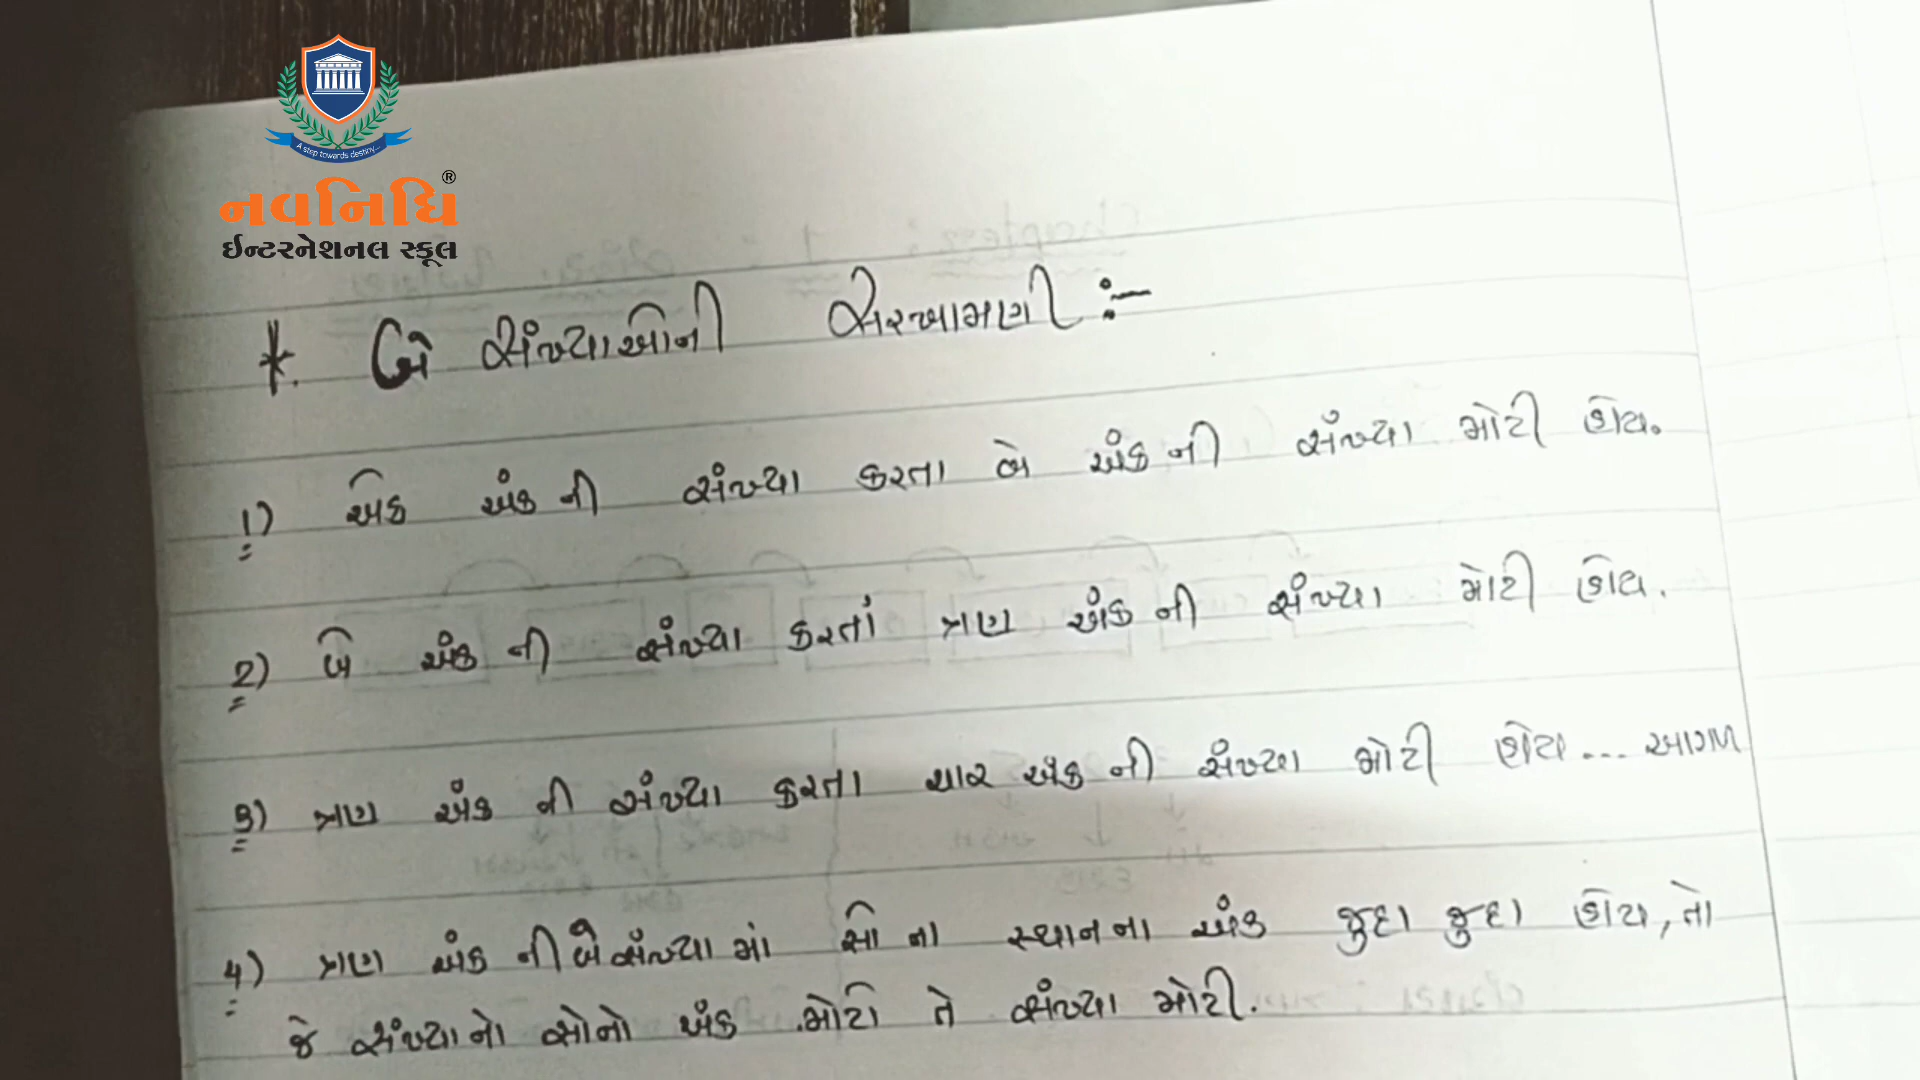 A step towards destiny...
નવનિધિ ®
ઈન્ટરનેશનલ સ્કૂલ
*. બે સંખ્યાઓની સરખામણી :-
1) એક અંક ની સંખ્યા કરતા બે અંક ની સંખ્યા મોટી હોય.
2) બે અંક ની સંખ્યા કરતાં ત્રણ અંક ની સંખ્યા મોટી હોય.
3) ત્રણ અંક ની સંખ્યા કરતા ચાર અંક ની સંખ્યા મોટી હોય... આગળ
4) ત્રણ અંક ની બે સંખ્યા માં સો ના સ્થાનના અંક જુદા જુદા હોય, તો
જે સંખ્યાનો સોનો અંક મોટો તે સંખ્યા મોટી.